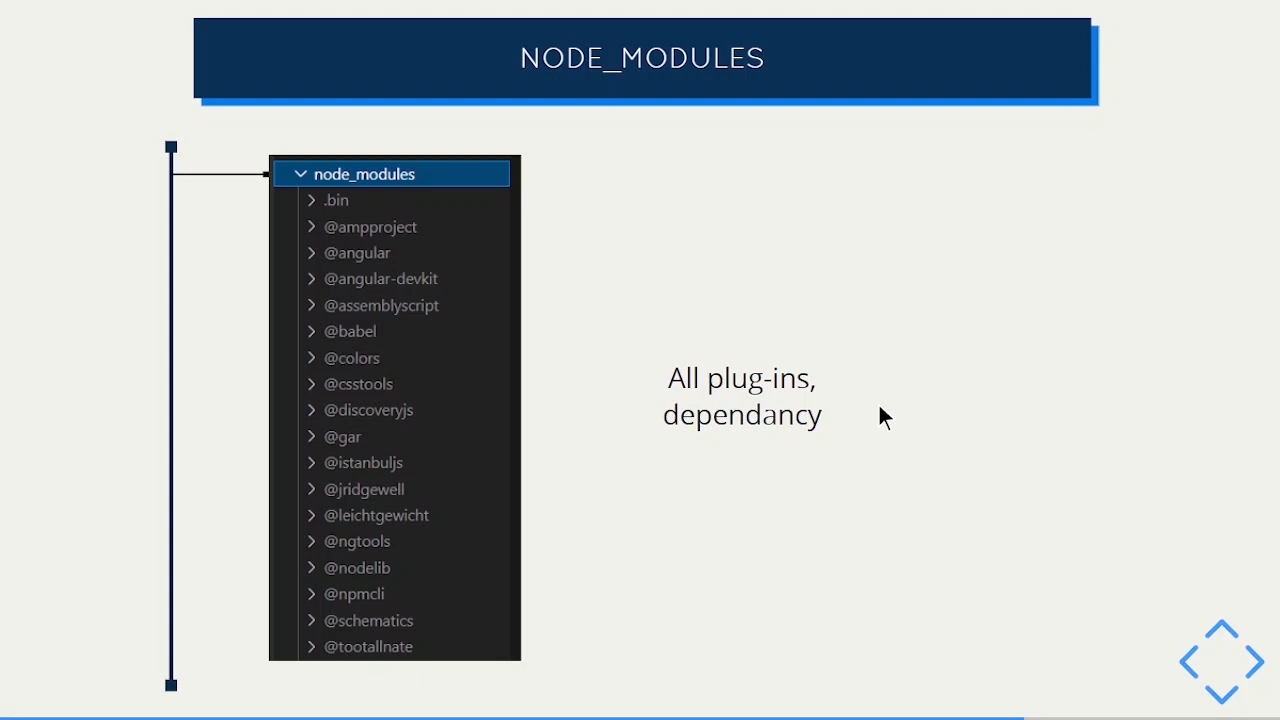 NODE_MODULES
node_modules
.bin
@ampproject
@angular
@angular-devkit
@assemblyscript
@babel
@colors
@csstools
@discoveryjs
@gar
@istanbuljs
@jridgewell
@leichtgewicht
@ngtools
@nodelib
@npmcli
@schematics
@tootallnate
All plug-ins,
dependancy